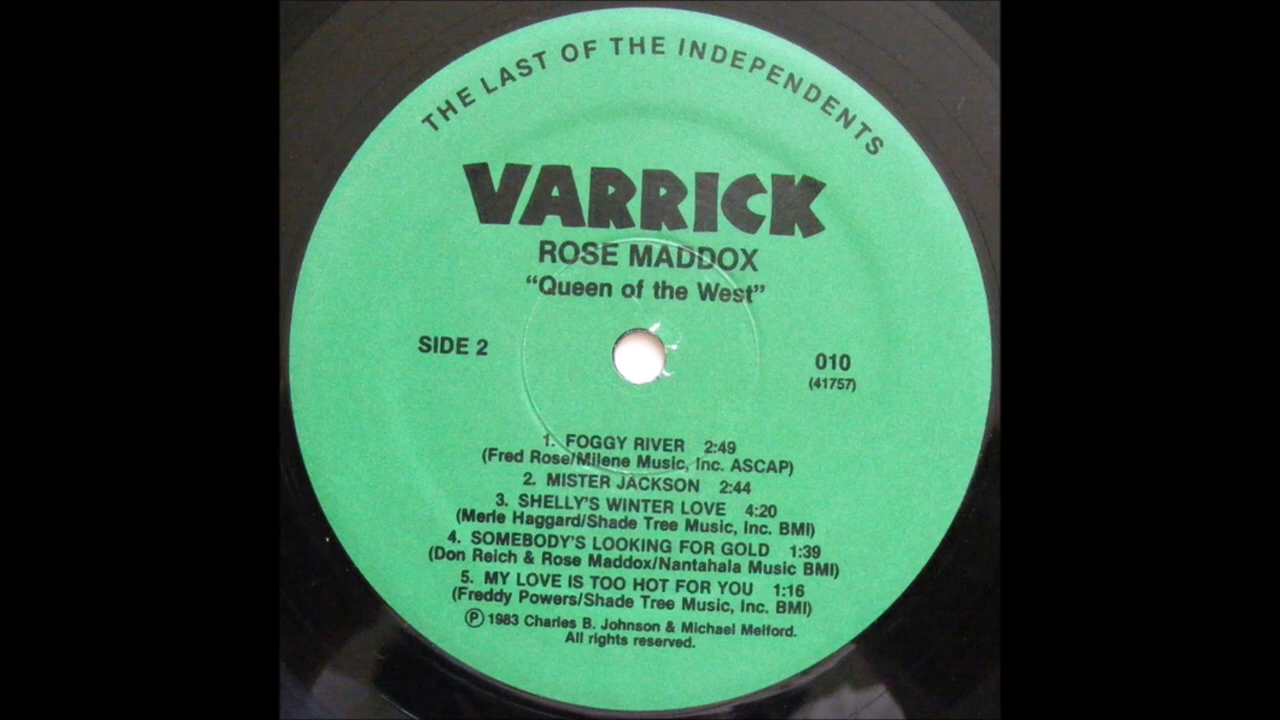 THE LAST OF THE INDEPENDENTS
VARRICK
ROSE MADDOX
“Queen of the West”
SIDE 2
010
(41757)
1. FOGGY RIVER 2:49
(Fred Rose/Milene Music, Inc. ASCAP)
2. MISTER JACKSON 2:44
3. SHELLY'S WINTER LOVE 4:20
(Merle Haggard/Shade Tree Music, Inc. BMI)
4. SOMEBODY'S LOOKING FOR GOLD 1:39
(Don Reich & Rose Maddox/Nantahala Music BMI)
5. MY LOVE IS TOO HOT FOR YOU 1:16
(Freddy Powers/Shade Tree Music, Inc. BMI)
Ⓟ 1983 Charles B. Johnson & Michael Melford.
All rights reserved.